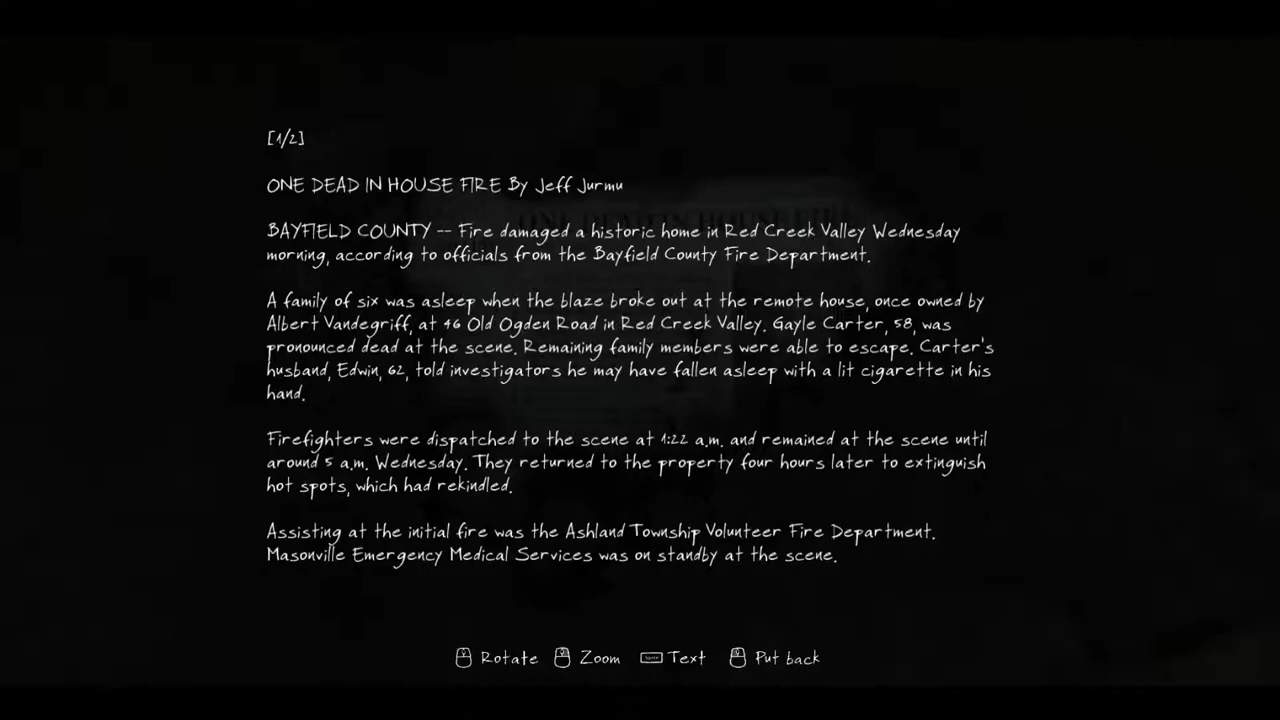 [1/2]
ONE DEAD IN HOUSE FIRE By Jeff Jurmu
BAYFIELD COUNTY -- Fire damaged a historic home in Red Creek Valley Wednesday
morning, according to officials from the Bayfield County Fire Department.
A family of six was asleep when the blaze broke out at the remote house, once owned by
Albert Vandegriff, at 46 Old Ogden Road in Red Creek Valley. Gayle Carter, 58, was
pronounced dead at the scene. Remaining family members were able to escape. Carter's
husband, Edwin, 62, told investigators he may have fallen asleep with a lit cigarette in his
hand.
Firefighters were dispatched to the scene at 1:22 a.m. and remained at the scene until
around 5 a.m. Wednesday. They returned to the property four hours later to extinguish
hot spots, which had rekindled.
Assisting at the initial fire was the Ashland Township Volunteer Fire Department.
Masonville Emergency Medical Services was on standby at the scene.
Rotate Zoom Text Put back